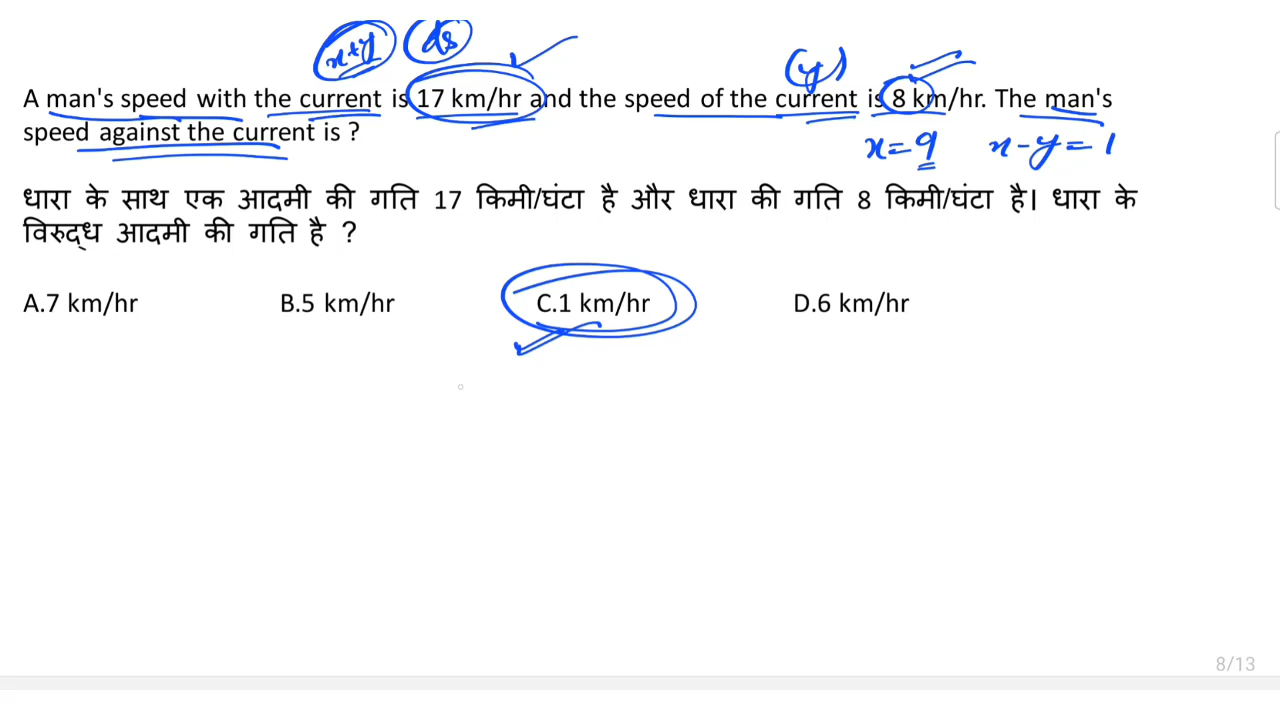 x+y ds (y)
A man's speed with the current is 17 km/hr and the speed of the current is 8 km/hr. The man's
speed against the current is ?
x=9 x-y=1
धारा के साथ एक आदमी की गति 17 किमी/घंटा है और धारा की गति 8 किमी/घंटा है। धारा के
विरुद्ध आदमी की गति है ?
A.7 km/hr B.5 km/hr C.1 km/hr D.6 km/hr
8/13